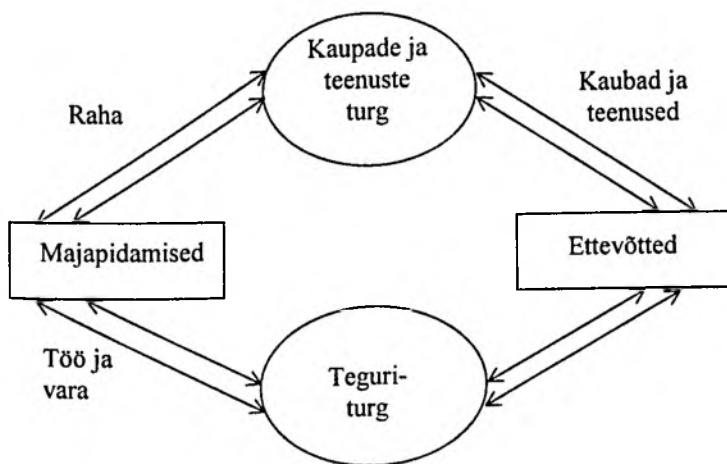 Kaupade ja
teenuste
turg
Raha
Kaubad ja
teenused
Majapidamised
Ettevõtted
Töö ja
vara
Teguri-
turg